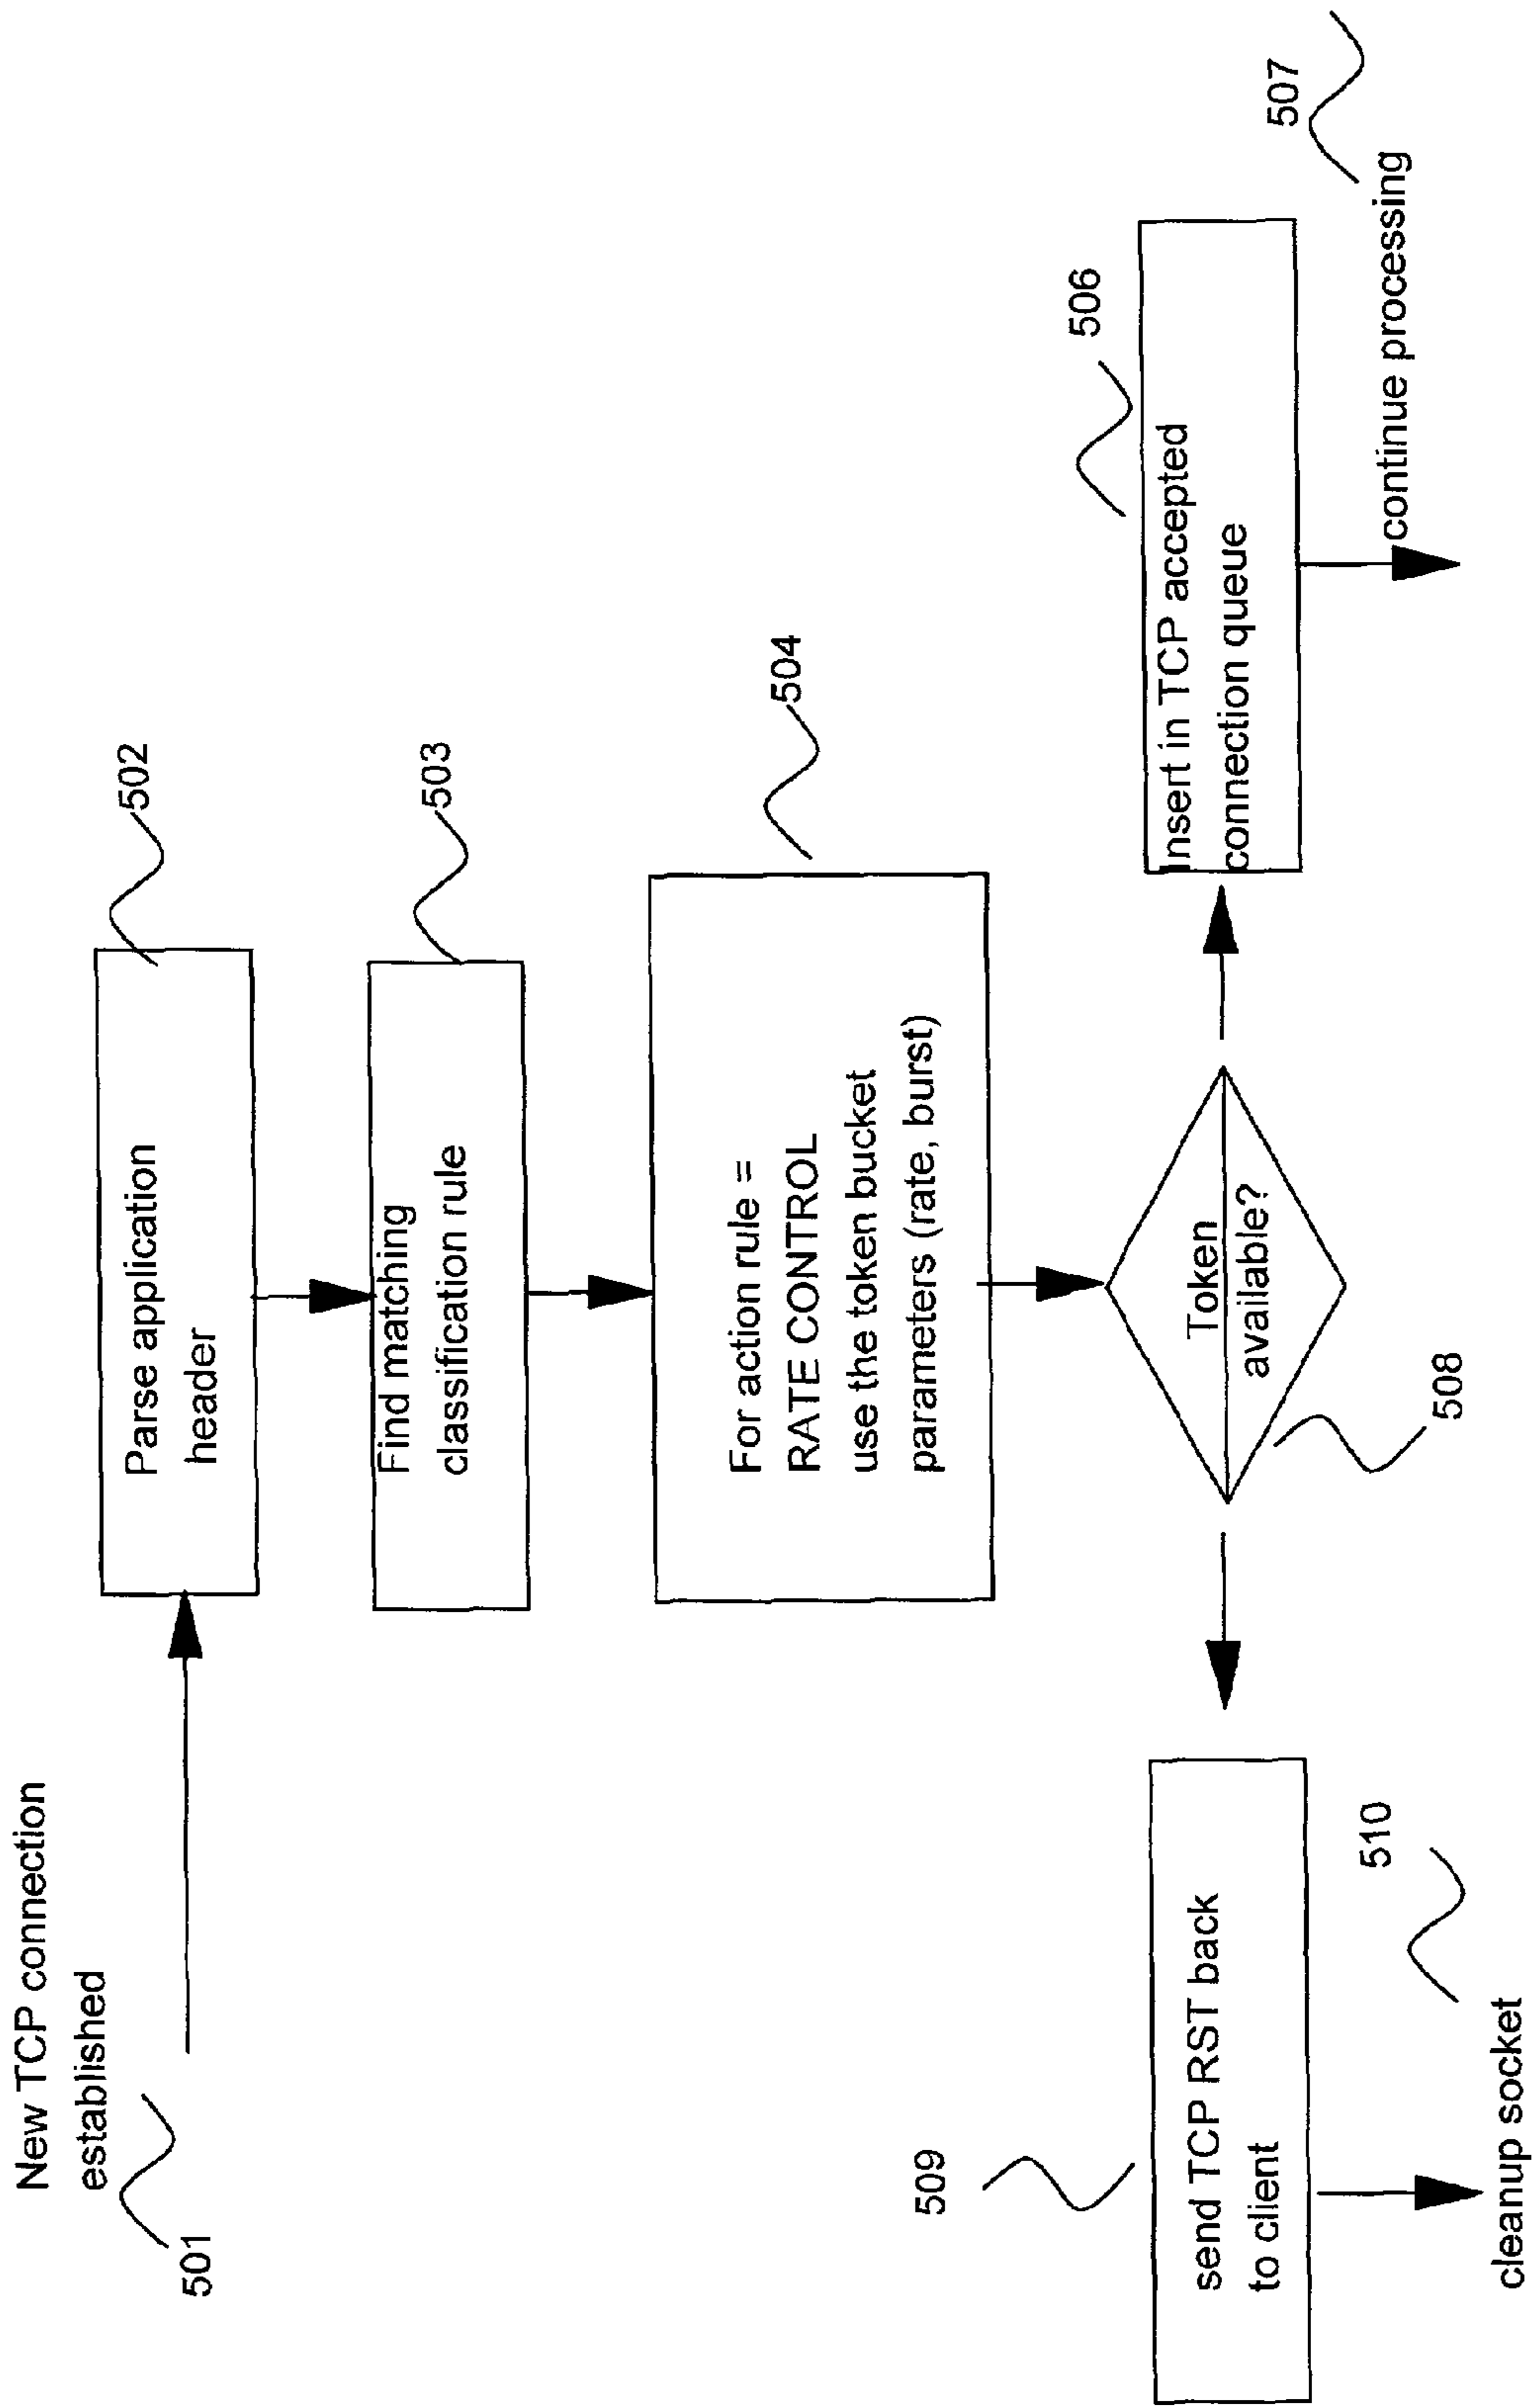 New TCP connection
established
501
502
Parse application
header
503
Find matching
classification rule
504
For action rule =
RATE CONTROL
use the token bucket
parameters (rate, burst)
Token
available?
508
506
Insert in TCP accepted
connection queue
507
continue processing
509
send TCP RST back
to client
510
cleanup socket